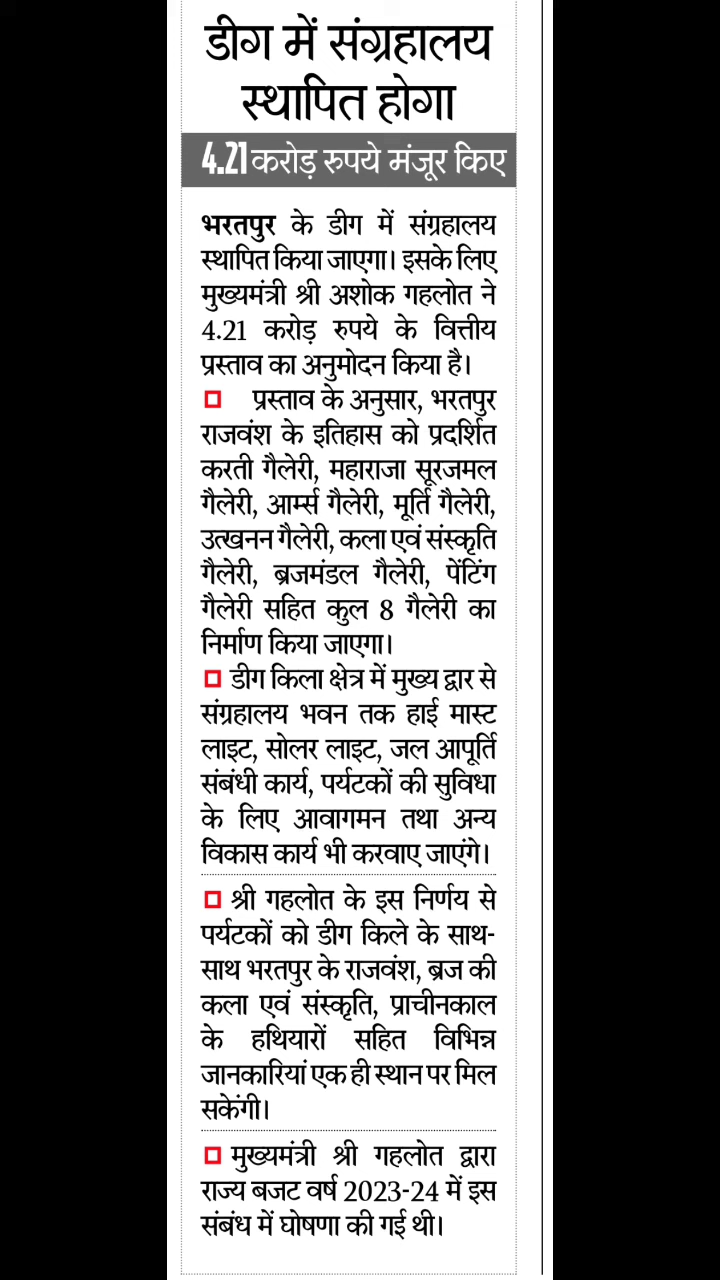 डीग में संग्रहालय
स्थापित होगा
4.21 करोड़ रुपये मंजूर किए
भरतपुर के डीग में संग्रहालय
स्थापित किया जाएगा। इसके लिए
मुख्यमंत्री श्री अशोक गहलोत ने
4.21 करोड़ रुपये के वित्तीय
प्रस्ताव का अनुमोदन किया है।
प्रस्ताव के अनुसार, भरतपुर
राजवंश के इतिहास को प्रदर्शित
करती गैलेरी, महाराजा सूरजमल
गैलेरी, आर्म्स गैलेरी, मूर्ति गैलेरी,
उत्खनन गैलेरी, कला एवं संस्कृति
गैलेरी, ब्रजमंडल गैलेरी, पेंटिंग
गैलेरी सहित कुल 8 गैलेरी का
निर्माण किया जाएगा।
डीग किला क्षेत्र में मुख्य द्वार से
संग्रहालय भवन तक हाई मास्ट
लाइट, सोलर लाइट, जल आपूर्ति
संबंधी कार्य, पर्यटकों की सुविधा
के लिए आवागमन तथा अन्य
विकास कार्य भी करवाए जाएंगे।
श्री गहलोत के इस निर्णय से
पर्यटकों को डीग किले के साथ-
साथ भरतपुर के राजवंश, ब्रज की
कला एवं संस्कृति, प्राचीनकाल
के हथियारों सहित विभिन्न
जानकारियां एक ही स्थान पर मिल
सकेंगी।
मुख्यमंत्री श्री गहलोत द्वारा
राज्य बजट वर्ष 2023-24 में इस
संबंध में घोषणा की गई थी।